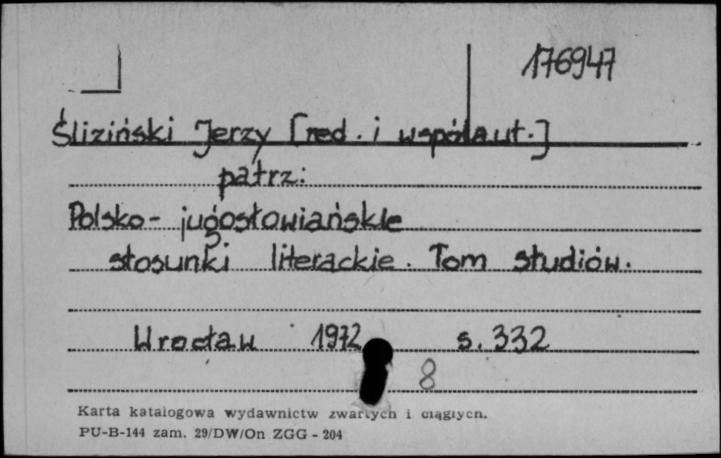 176947
Śliziński Jerzy [red. i współaut.]
patrz:
Polsko-jugosłowiańskie
stosunki literackie. Tom studiów.
Wrocław 1972 s. 332
8
Karta katalogowa wydawnictw zwartych i ciągłych.
PU-B-144 zam. 29/DW/On ZGG - 204